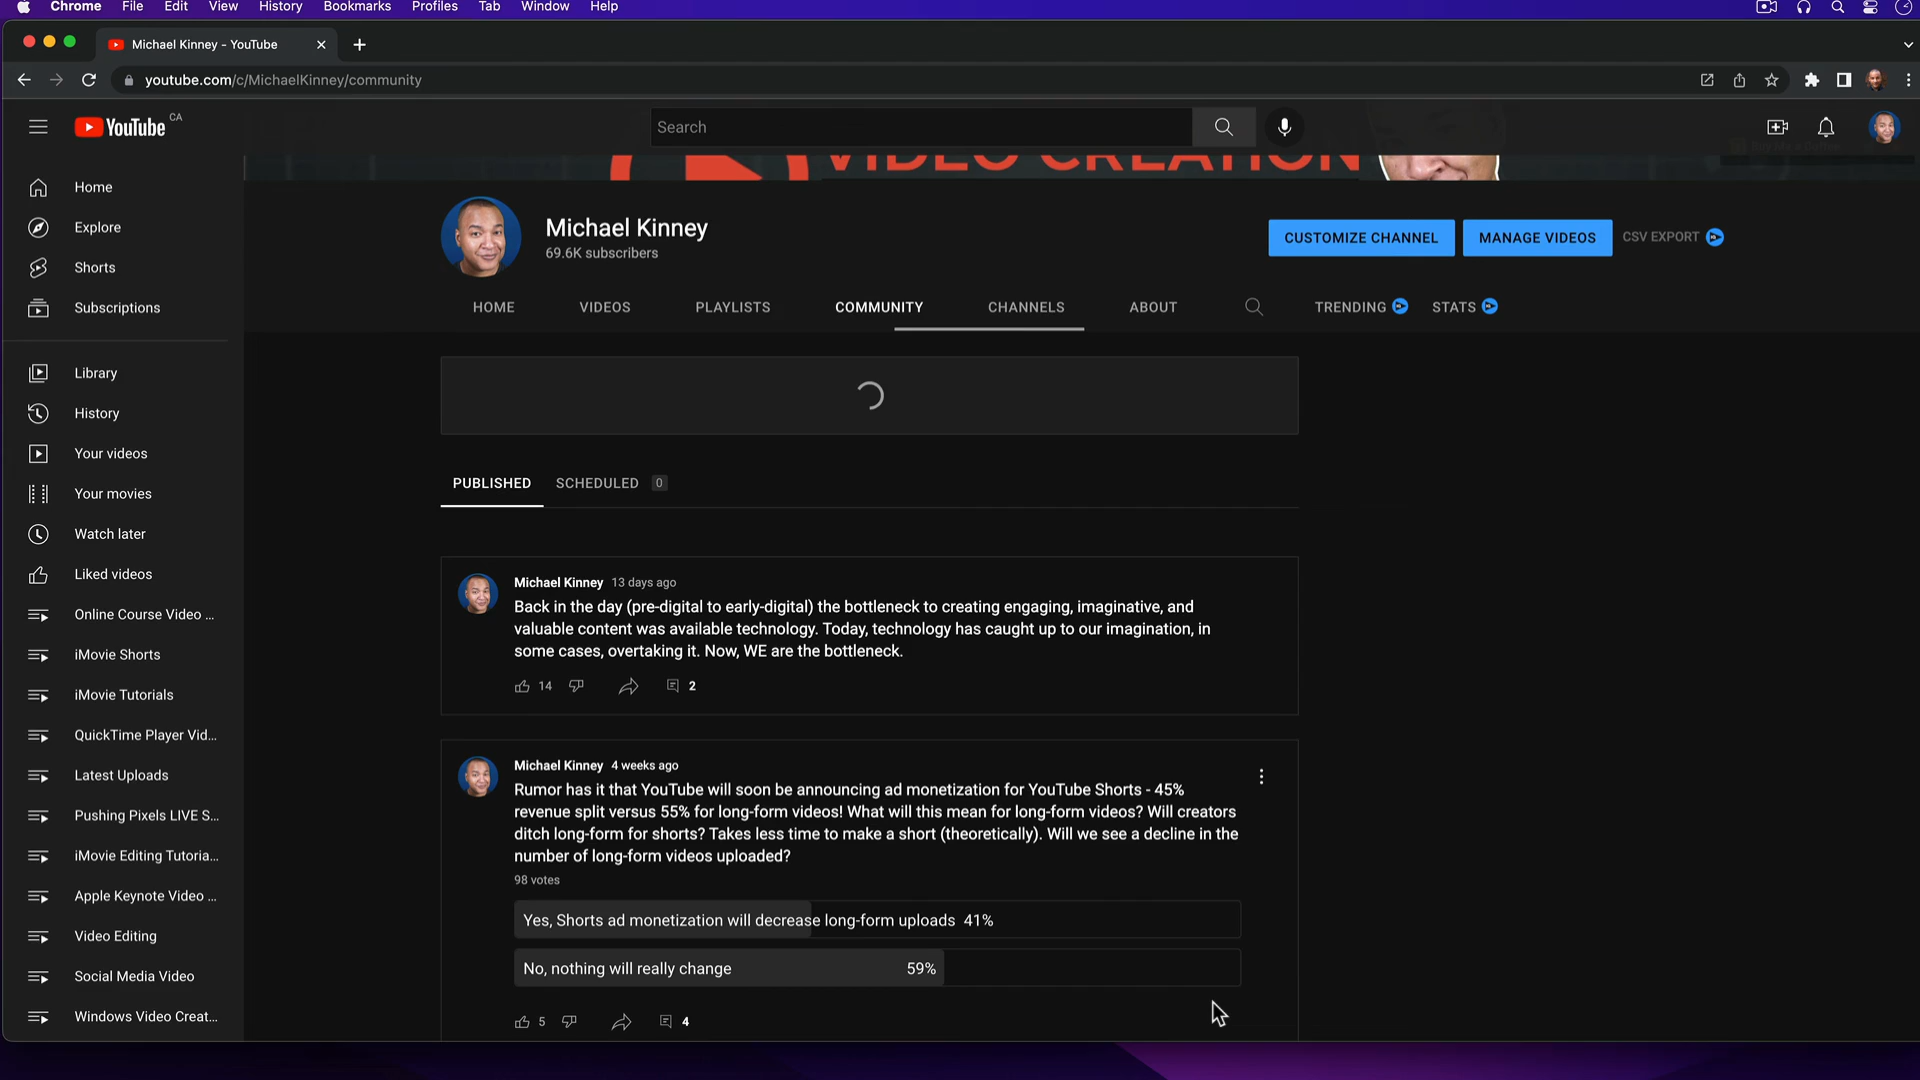 Chrome File Edit View History Bookmarks Profiles Tab Window Help
Michael Kinney - YouTube
youtube.com/c/MichaelKinney/community
YouTube CA
Search
VIDEO CREATION
Home
Explore
Shorts
Subscriptions
Library
History
Your videos
Your movies
Watch later
Liked videos
Online Course Video ...
iMovie Shorts
iMovie Tutorials
QuickTime Player Vid...
Latest Uploads
Pushing Pixels LIVE S...
iMovie Editing Tutoria...
Apple Keynote Video ...
Video Editing
Social Media Video
Windows Video Creat...
Michael Kinney
69.6K subscribers
CUSTOMIZE CHANNEL MANAGE VIDEOS CSV EXPORT
HOME VIDEOS PLAYLISTS COMMUNITY CHANNELS ABOUT TRENDING STATS
PUBLISHED SCHEDULED 0
Michael Kinney 13 days ago
Back in the day (pre-digital to early-digital) the bottleneck to creating engaging, imaginative, and
valuable content was available technology. Today, technology has caught up to our imagination, in
some cases, overtaking it. Now, WE are the bottleneck.
14 2
Michael Kinney 4 weeks ago
Rumor has it that YouTube will soon be announcing ad monetization for YouTube Shorts - 45%
revenue split versus 55% for long-form videos! What will this mean for long-form videos? Will creators
ditch long-form for shorts? Takes less time to make a short (theoretically). Will we see a decline in the
number of long-form videos uploaded?
98 votes
Yes, Shorts ad monetization will decrease long-form uploads 41%
No, nothing will really change 59%
5 4